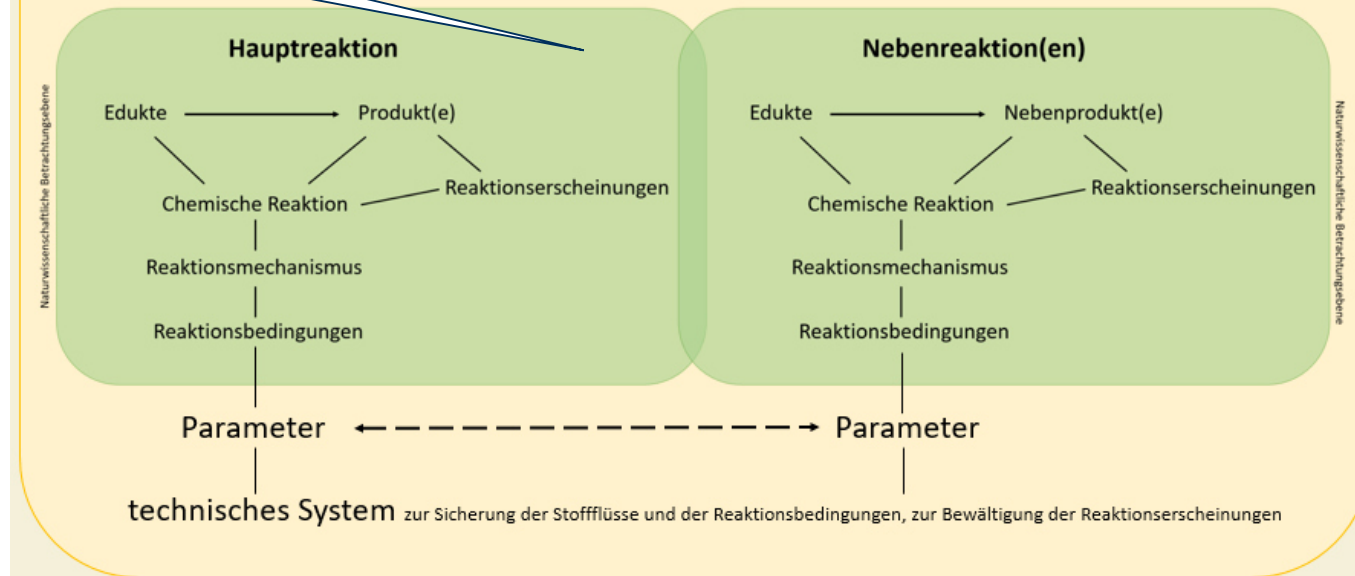 Hauptreaktion
Edukte
Produkt(e)
Reaktionserscheinungen
Chemische Reaktion
Reaktionsmechanismus
Reaktionsbedingungen
Naturwissenschaftliche Betrachtungsebene
Nebenreaktion(en)
Edukte
Nebenprodukt(e)
Reaktionserscheinungen
Chemische Reaktion
Reaktionsmechanismus
Reaktionsbedingungen
Naturwissenschaftliche Betrachtungsebene
Parameter
Parameter
technisches System zur Sicherung der Stoffflüsse und der Reaktionsbedingungen, zur Bewältigung der Reaktionserscheinungen